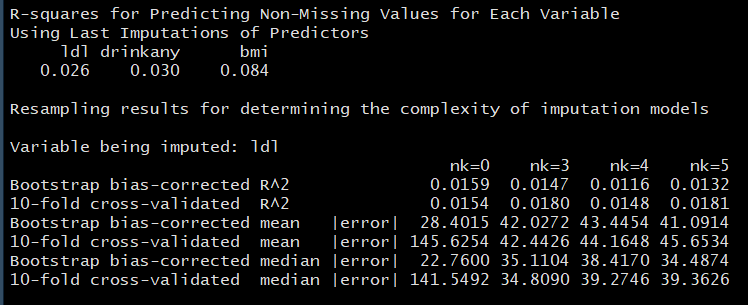 R-squares for Predicting Non-Missing Values for Each Variable
Using Last Imputations of Predictors
ldl drinkany bmi
0.026 0.030 0.084
Resampling results for determining the complexity of imputation models
Variable being imputed: ldl
nk=0 nk=3 nk=4 nk=5
Bootstrap bias-corrected R^2 0.0159 0.0147 0.0116 0.0132
10-fold cross-validated R^2 0.0154 0.0180 0.0148 0.0181
Bootstrap bias-corrected mean |error| 28.4015 42.0272 43.4454 41.0914
10-fold cross-validated mean |error| 145.6254 42.4426 44.1648 45.6534
Bootstrap bias-corrected median |error| 22.7600 35.1104 38.4170 34.4874
10-fold cross-validated median |error| 141.5492 34.8090 39.2746 39.3626